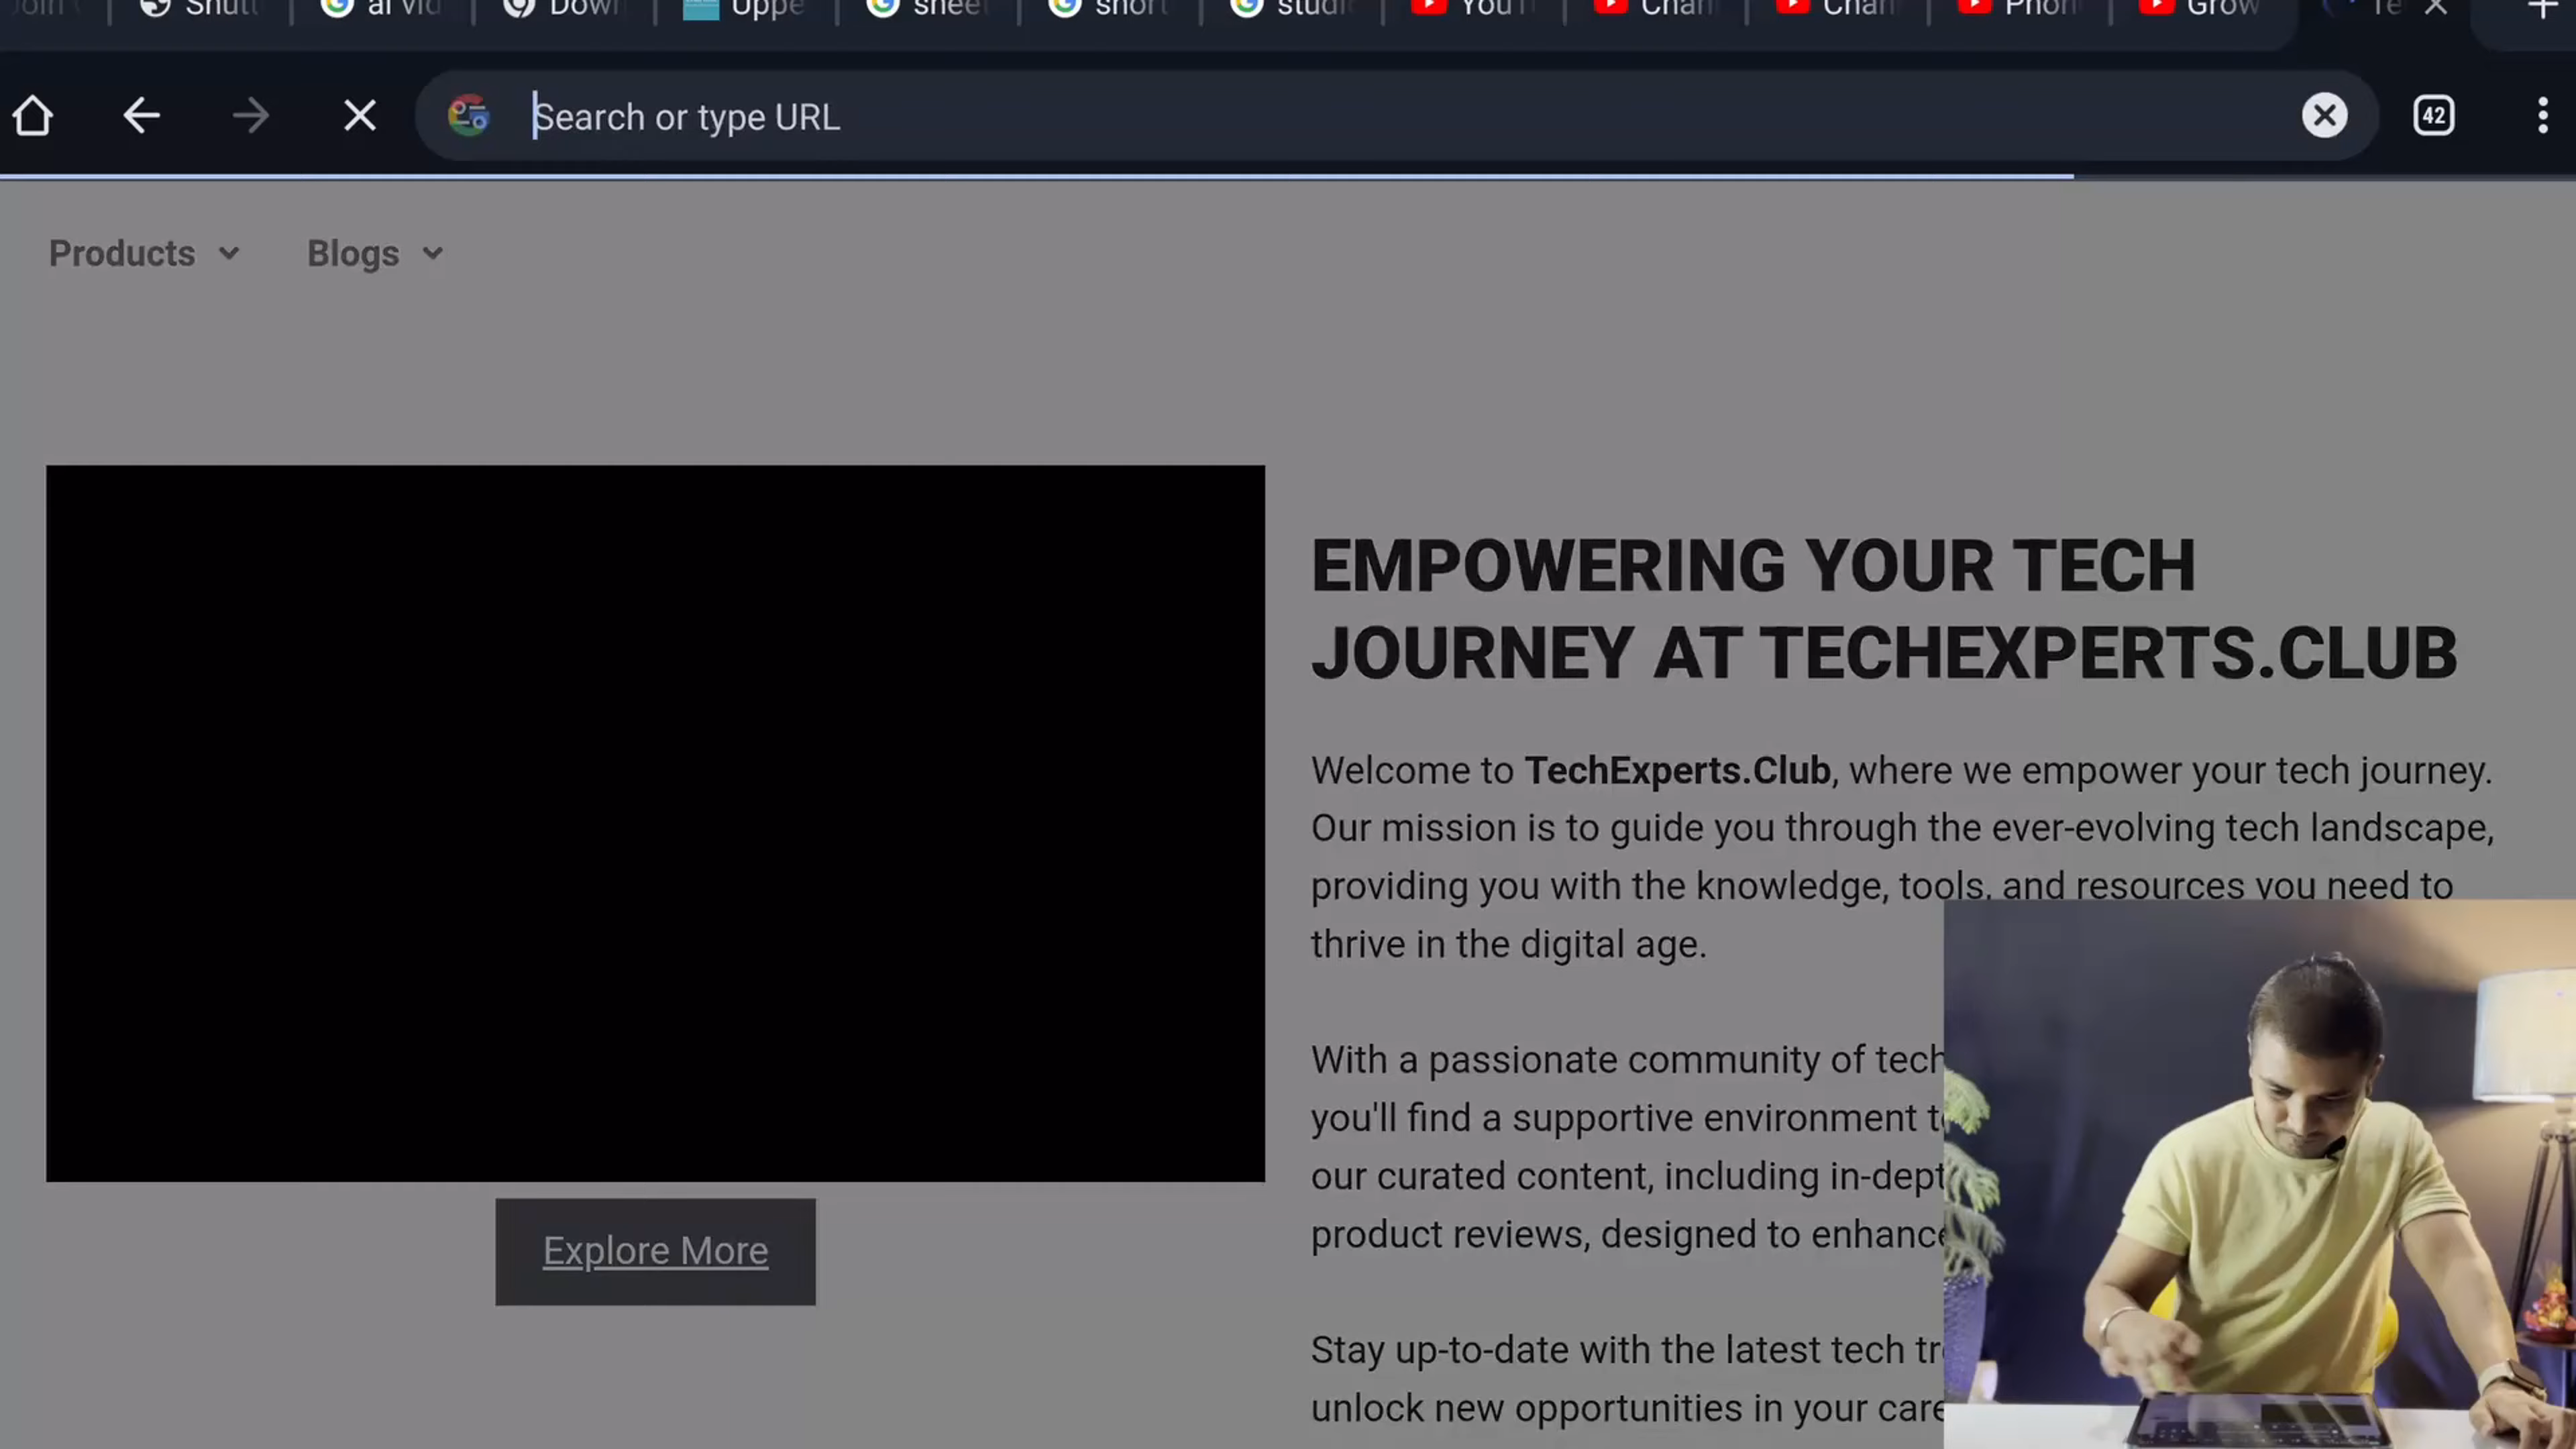 Shut
ai vid
Down
Uppe
sheet
short
studi
YouT
Chan
Chan
Phon
Grow
Te
Search or type URL
42
Products
Blogs
EMPOWERING YOUR TECH
JOURNEY AT TECHEXPERTS.CLUB
Welcome to TechExperts.Club, where we empower your tech journey.
Our mission is to guide you through the ever-evolving tech landscape,
providing you with the knowledge, tools, and resources you need to
thrive in the digital age.
With a passionate community of tech
you'll find a supportive environment t
our curated content, including in-dept
product reviews, designed to enhance
Stay up-to-date with the latest tech tr
unlock new opportunities in your care
Explore More